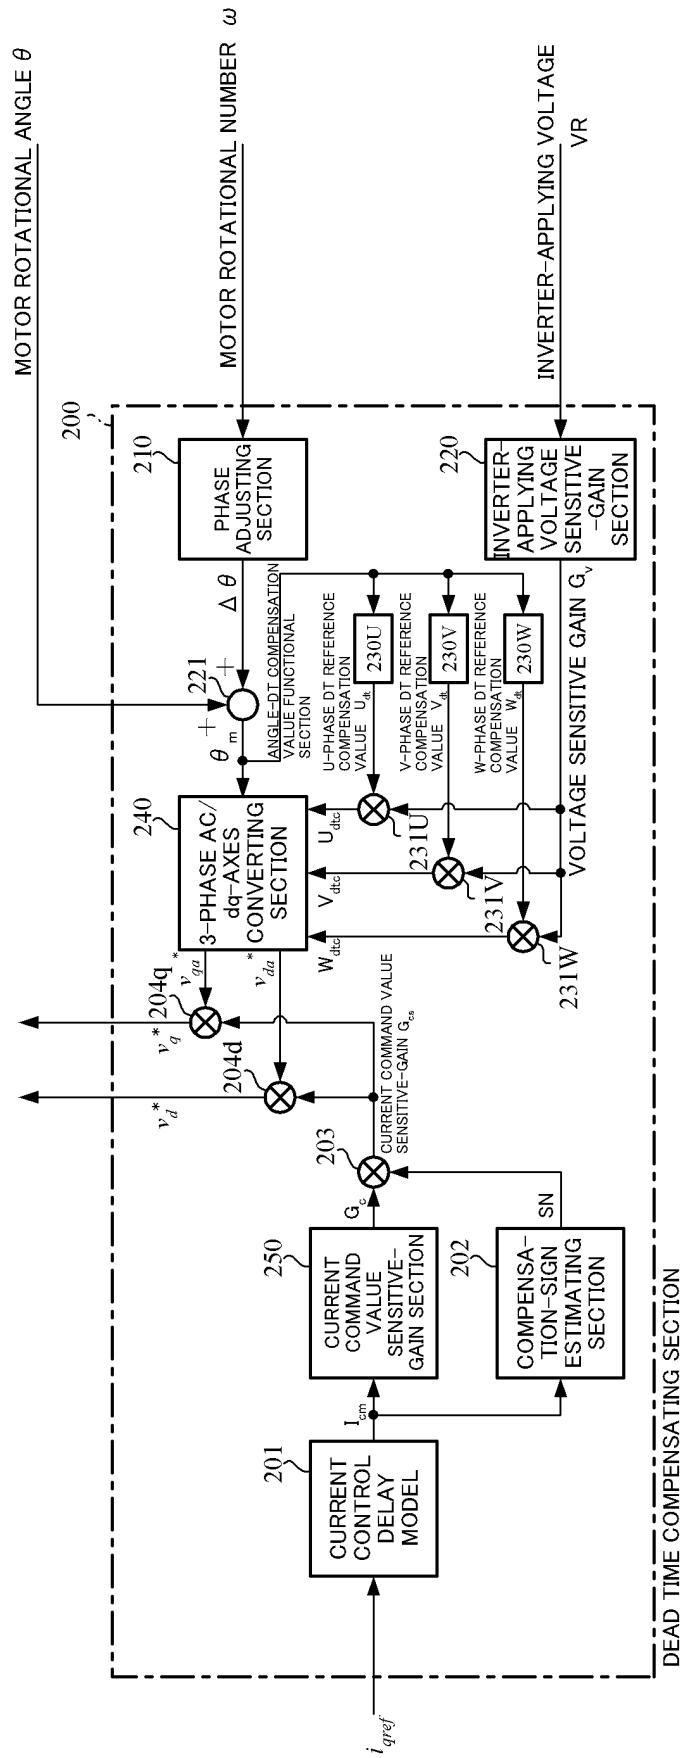 MOTOR ROTATIONAL ANGLE θ
MOTOR ROTATIONAL NUMBER ω
INVERTER-APPLYING VOLTAGE
VR
200
210
PHASE
ADJUSTING
SECTION
220
INVERTER-
APPLYING
VOLTAGE
SENSITIVE
-GAIN
SECTION
Δθ
+
+
221
θm
ANGLE-DT COMPENSATION
VALUE FUNCTIONAL
SECTION
U-PHASE DT REFERENCE
COMPENSATION
VALUE Udt
230U
V-PHASE DT REFERENCE
COMPENSATION
VALUE Vdt
230V
W-PHASE DT REFERENCE
COMPENSATION
VALUE Wdt
230W
VOLTAGE SENSITIVE GAIN Gv
240
3-PHASE AC/
dq-AXES
CONVERTING
SECTION
Udtc
231U
Vdtc
231V
Wdtc
231W
vqa*
vda*
204q
204d
vq*
vd*
CURRENT COMMAND VALUE
SENSITIVE-GAIN Gcs
203
Gc
SN
250
CURRENT
COMMAND
VALUE
SENSITIVE-
GAIN SECTION
202
COMPENSA-
TION-SIGN
ESTIMATING
SECTION
Icm
201
CURRENT
CONTROL
DELAY
MODEL
iqref
DEAD TIME COMPENSATING SECTION